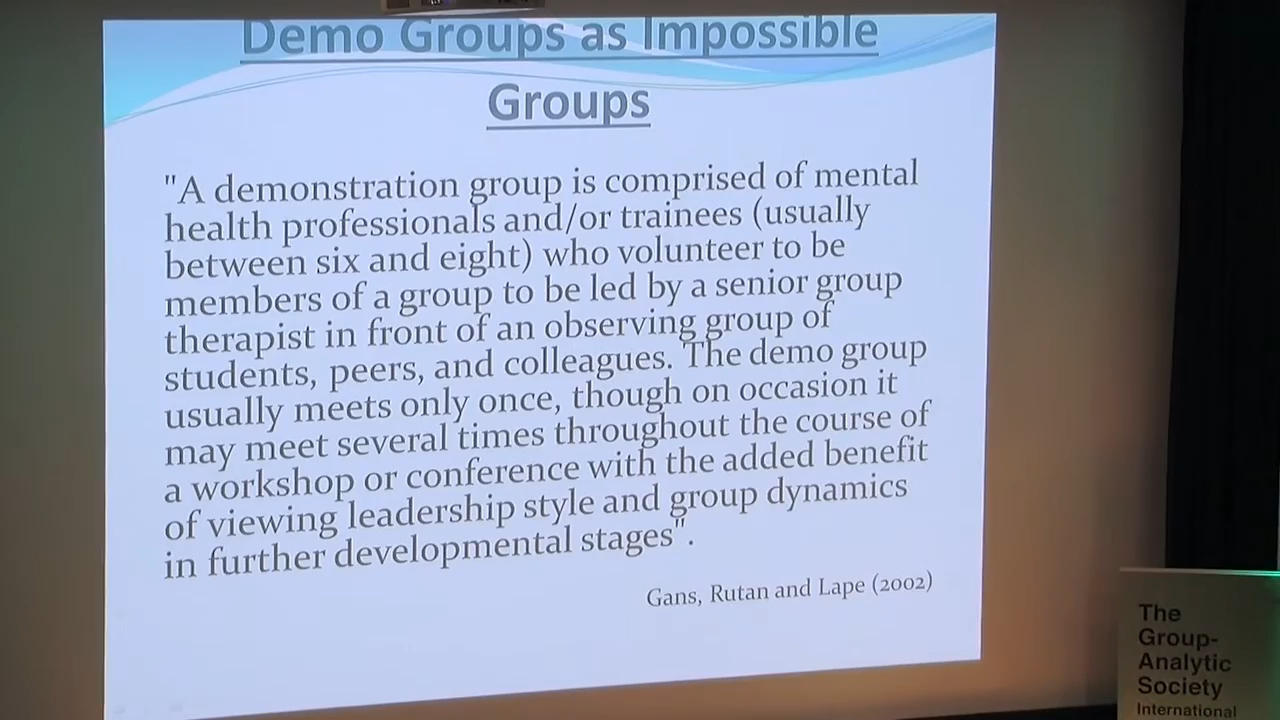 Demo Groups as Impossible
Groups
"A demonstration group is comprised of mental
health professionals and/or trainees (usually
between six and eight) who volunteer to be
members of a group to be led by a senior group
therapist in front of an observing group of
students, peers, and colleagues. The demo group
usually meets only once, though on occasion it
may meet several times throughout the course of
a workshop or conference with the added benefit
of viewing leadership style and group dynamics
in further developmental stages".
Gans, Rutan and Lape (2002)
The
Group-
Analytic
Society
International